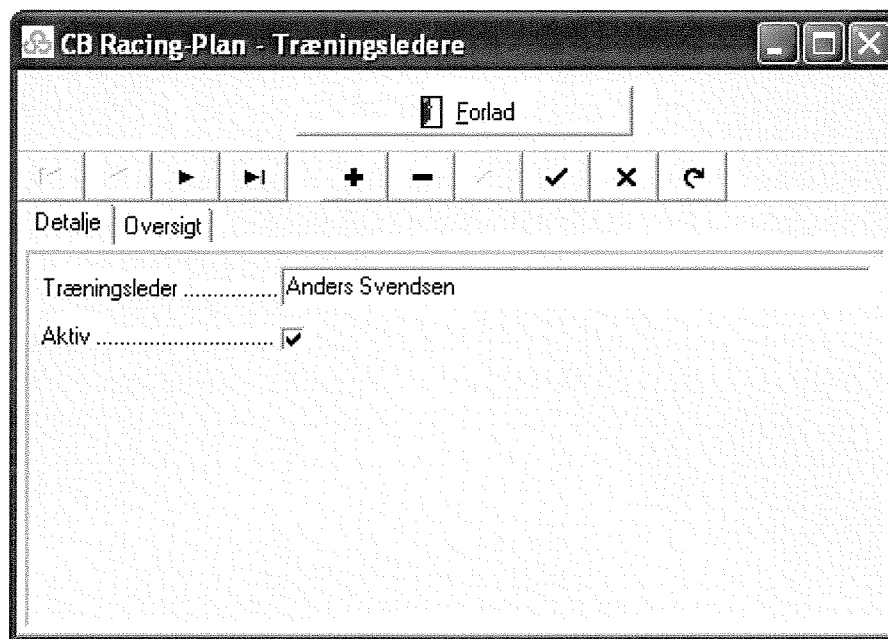 CB Racing-Plan - Træningsledere
Forlad
Detalje Oversigt
Træningsleder ............... Anders Svendsen
Aktiv .............................